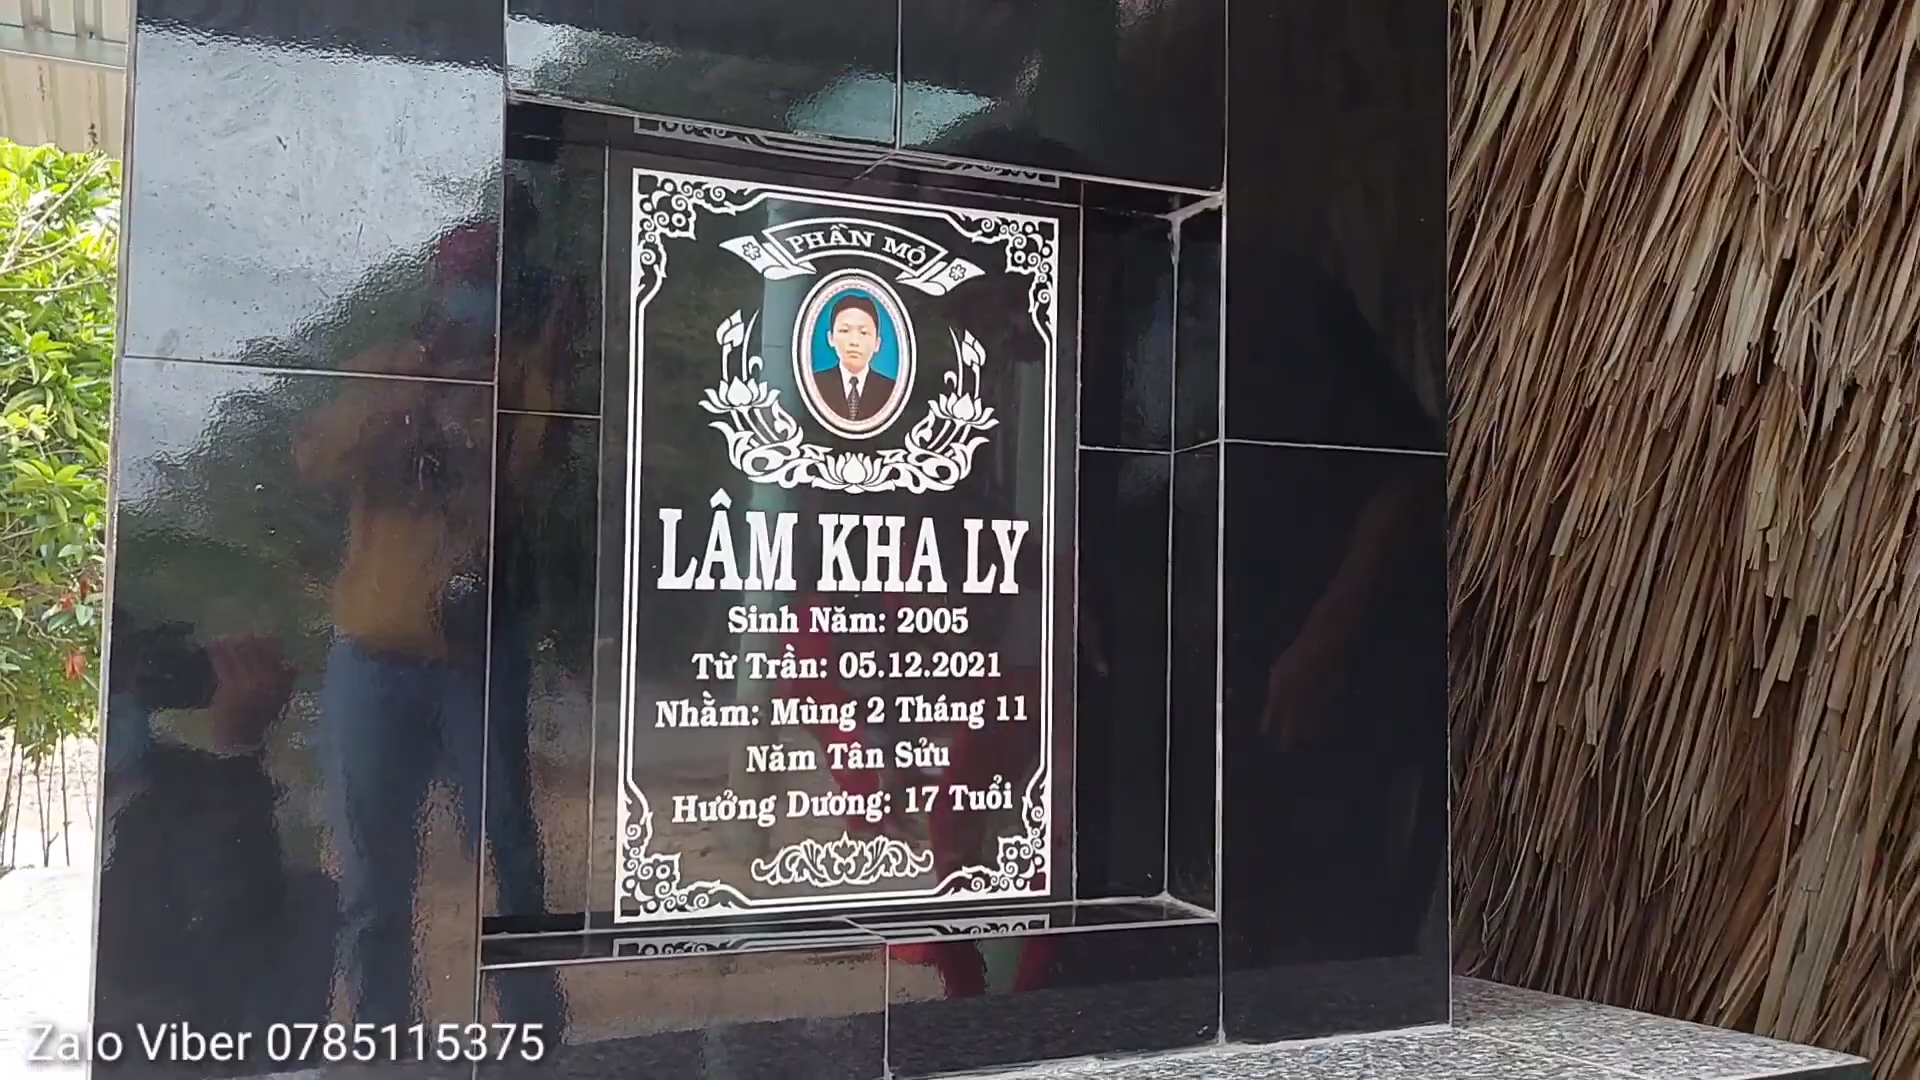 PHẦN MỘ
LÂM KHA LY
Sinh Năm: 2005
Từ Trần: 05.12.2021
Nhằm: Mùng 2 Tháng 11
Năm Tân Sửu
Hưởng Dương: 17 Tuổi
Zalo Viber 0785115375